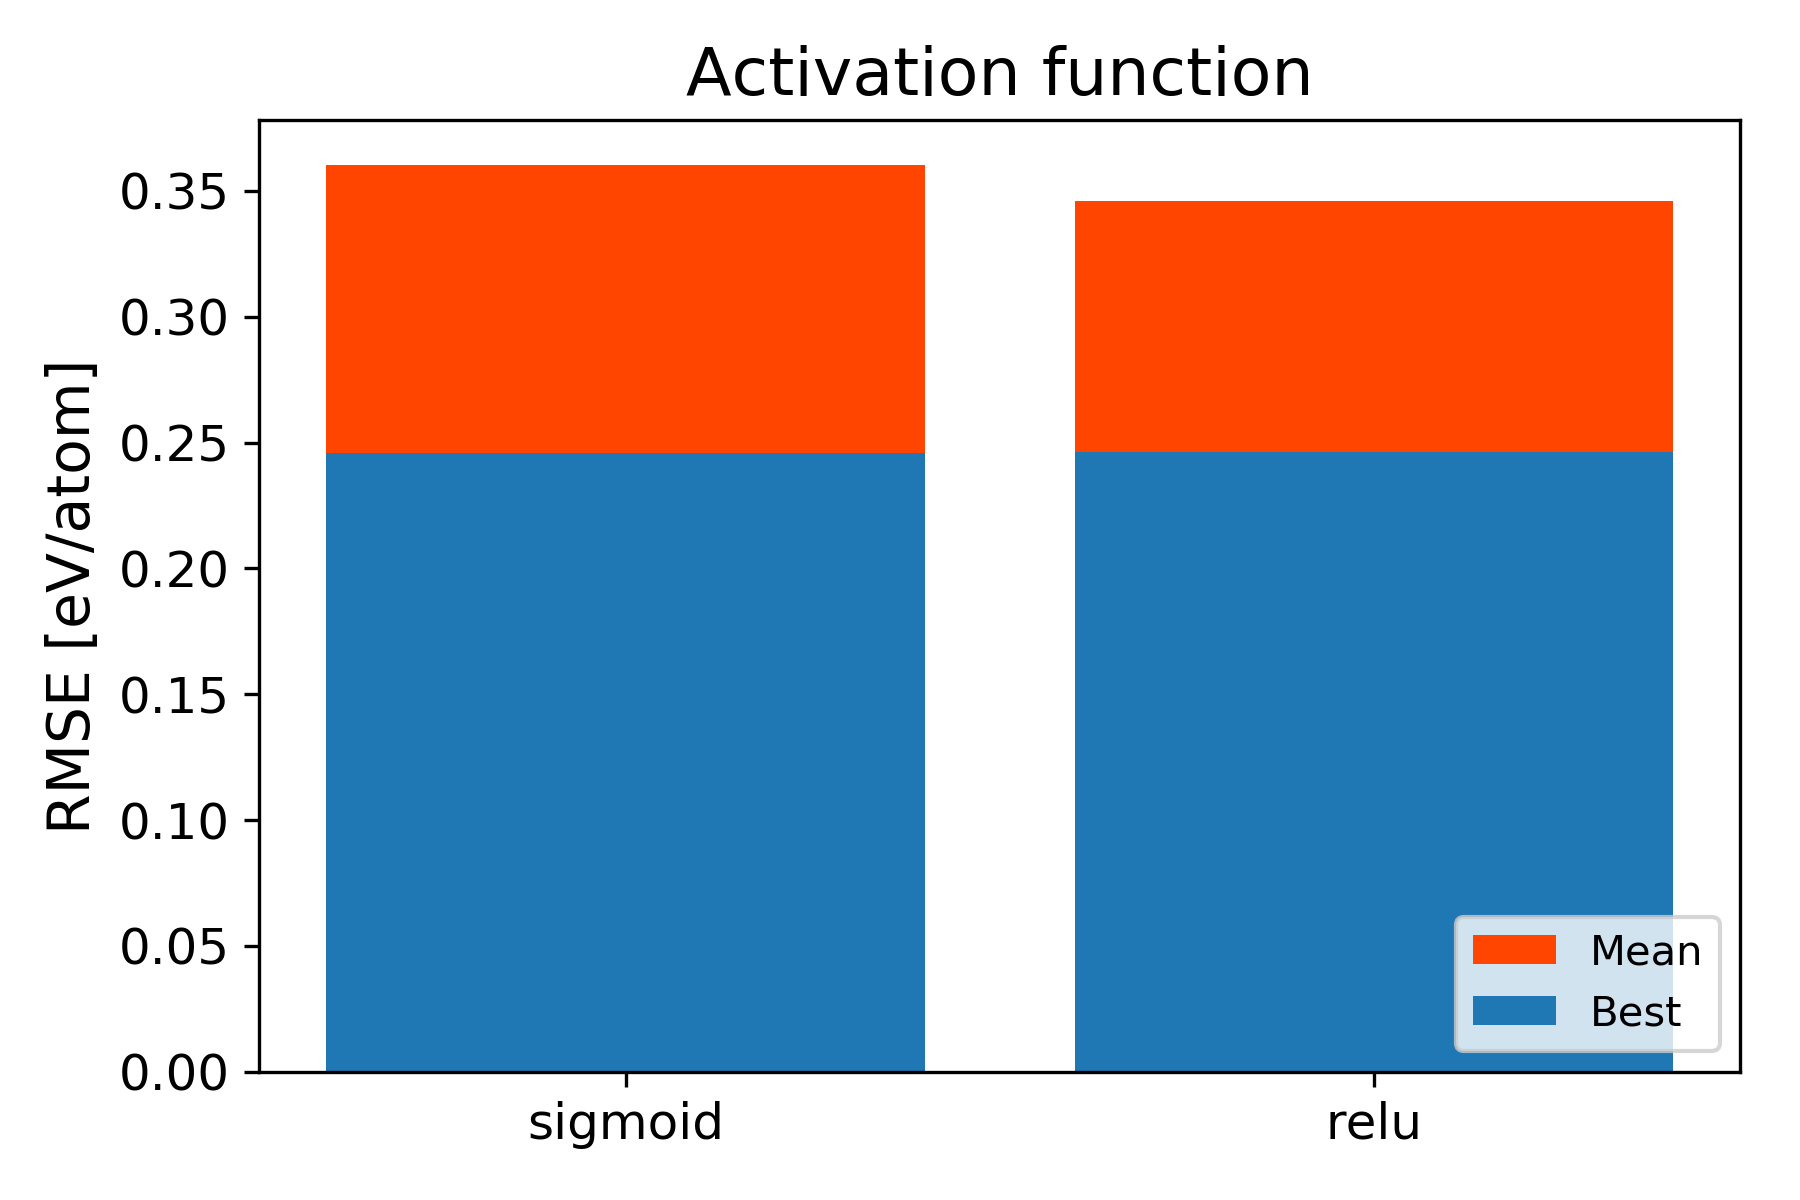 Activation function
RMSE [eV/atom]
0.35
0.30
0.25
0.20
0.15
0.10
0.05
0.00
Mean
Best
sigmoid
relu